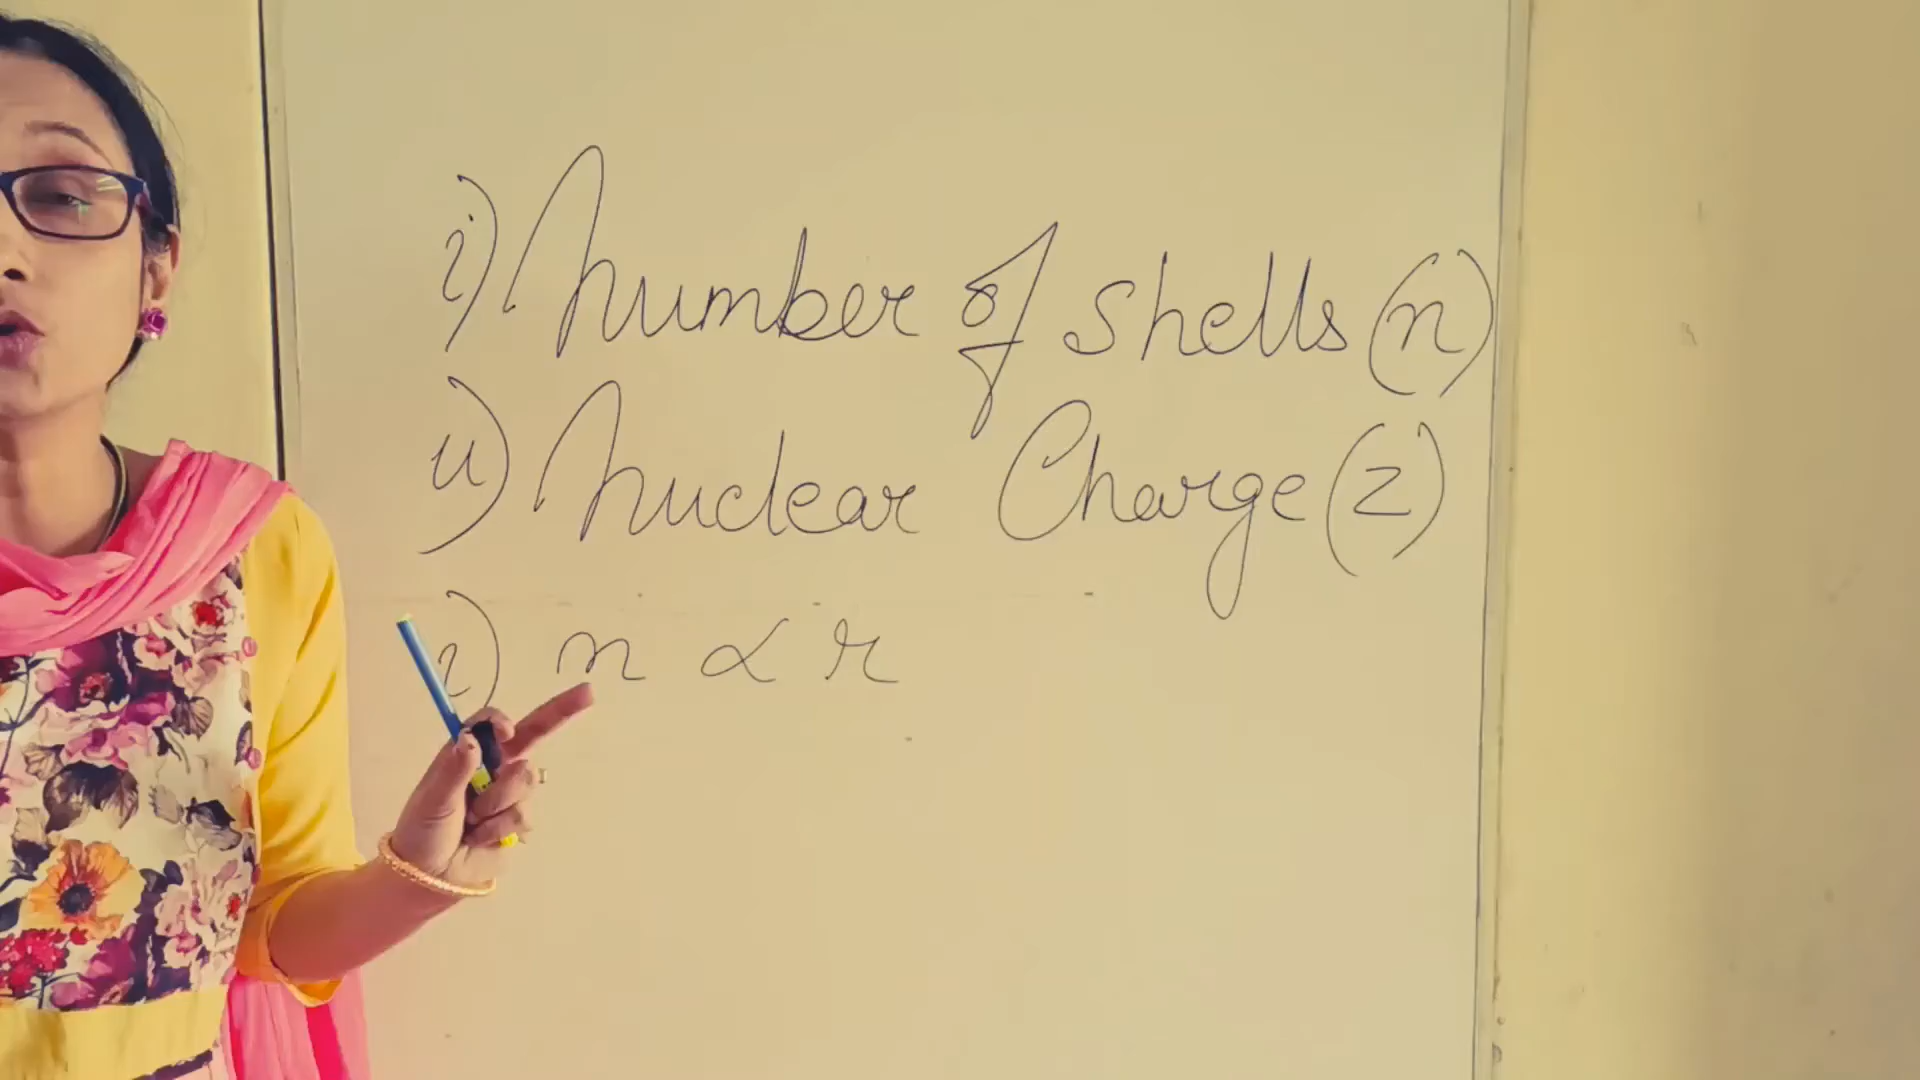 i) Number of shells (n)
ii) Nuclear Charge (z)
i) n ∝ r